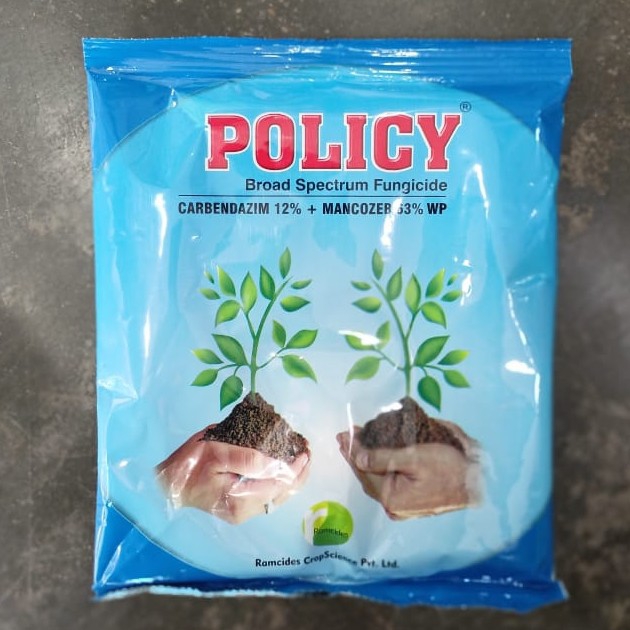 POLICY®
Broad Spectrum Fungicide
CARBENDAZIM 12% + MANCOZEB 63% WP
Ramcides
Ramcides CropScience Pvt. Ltd.